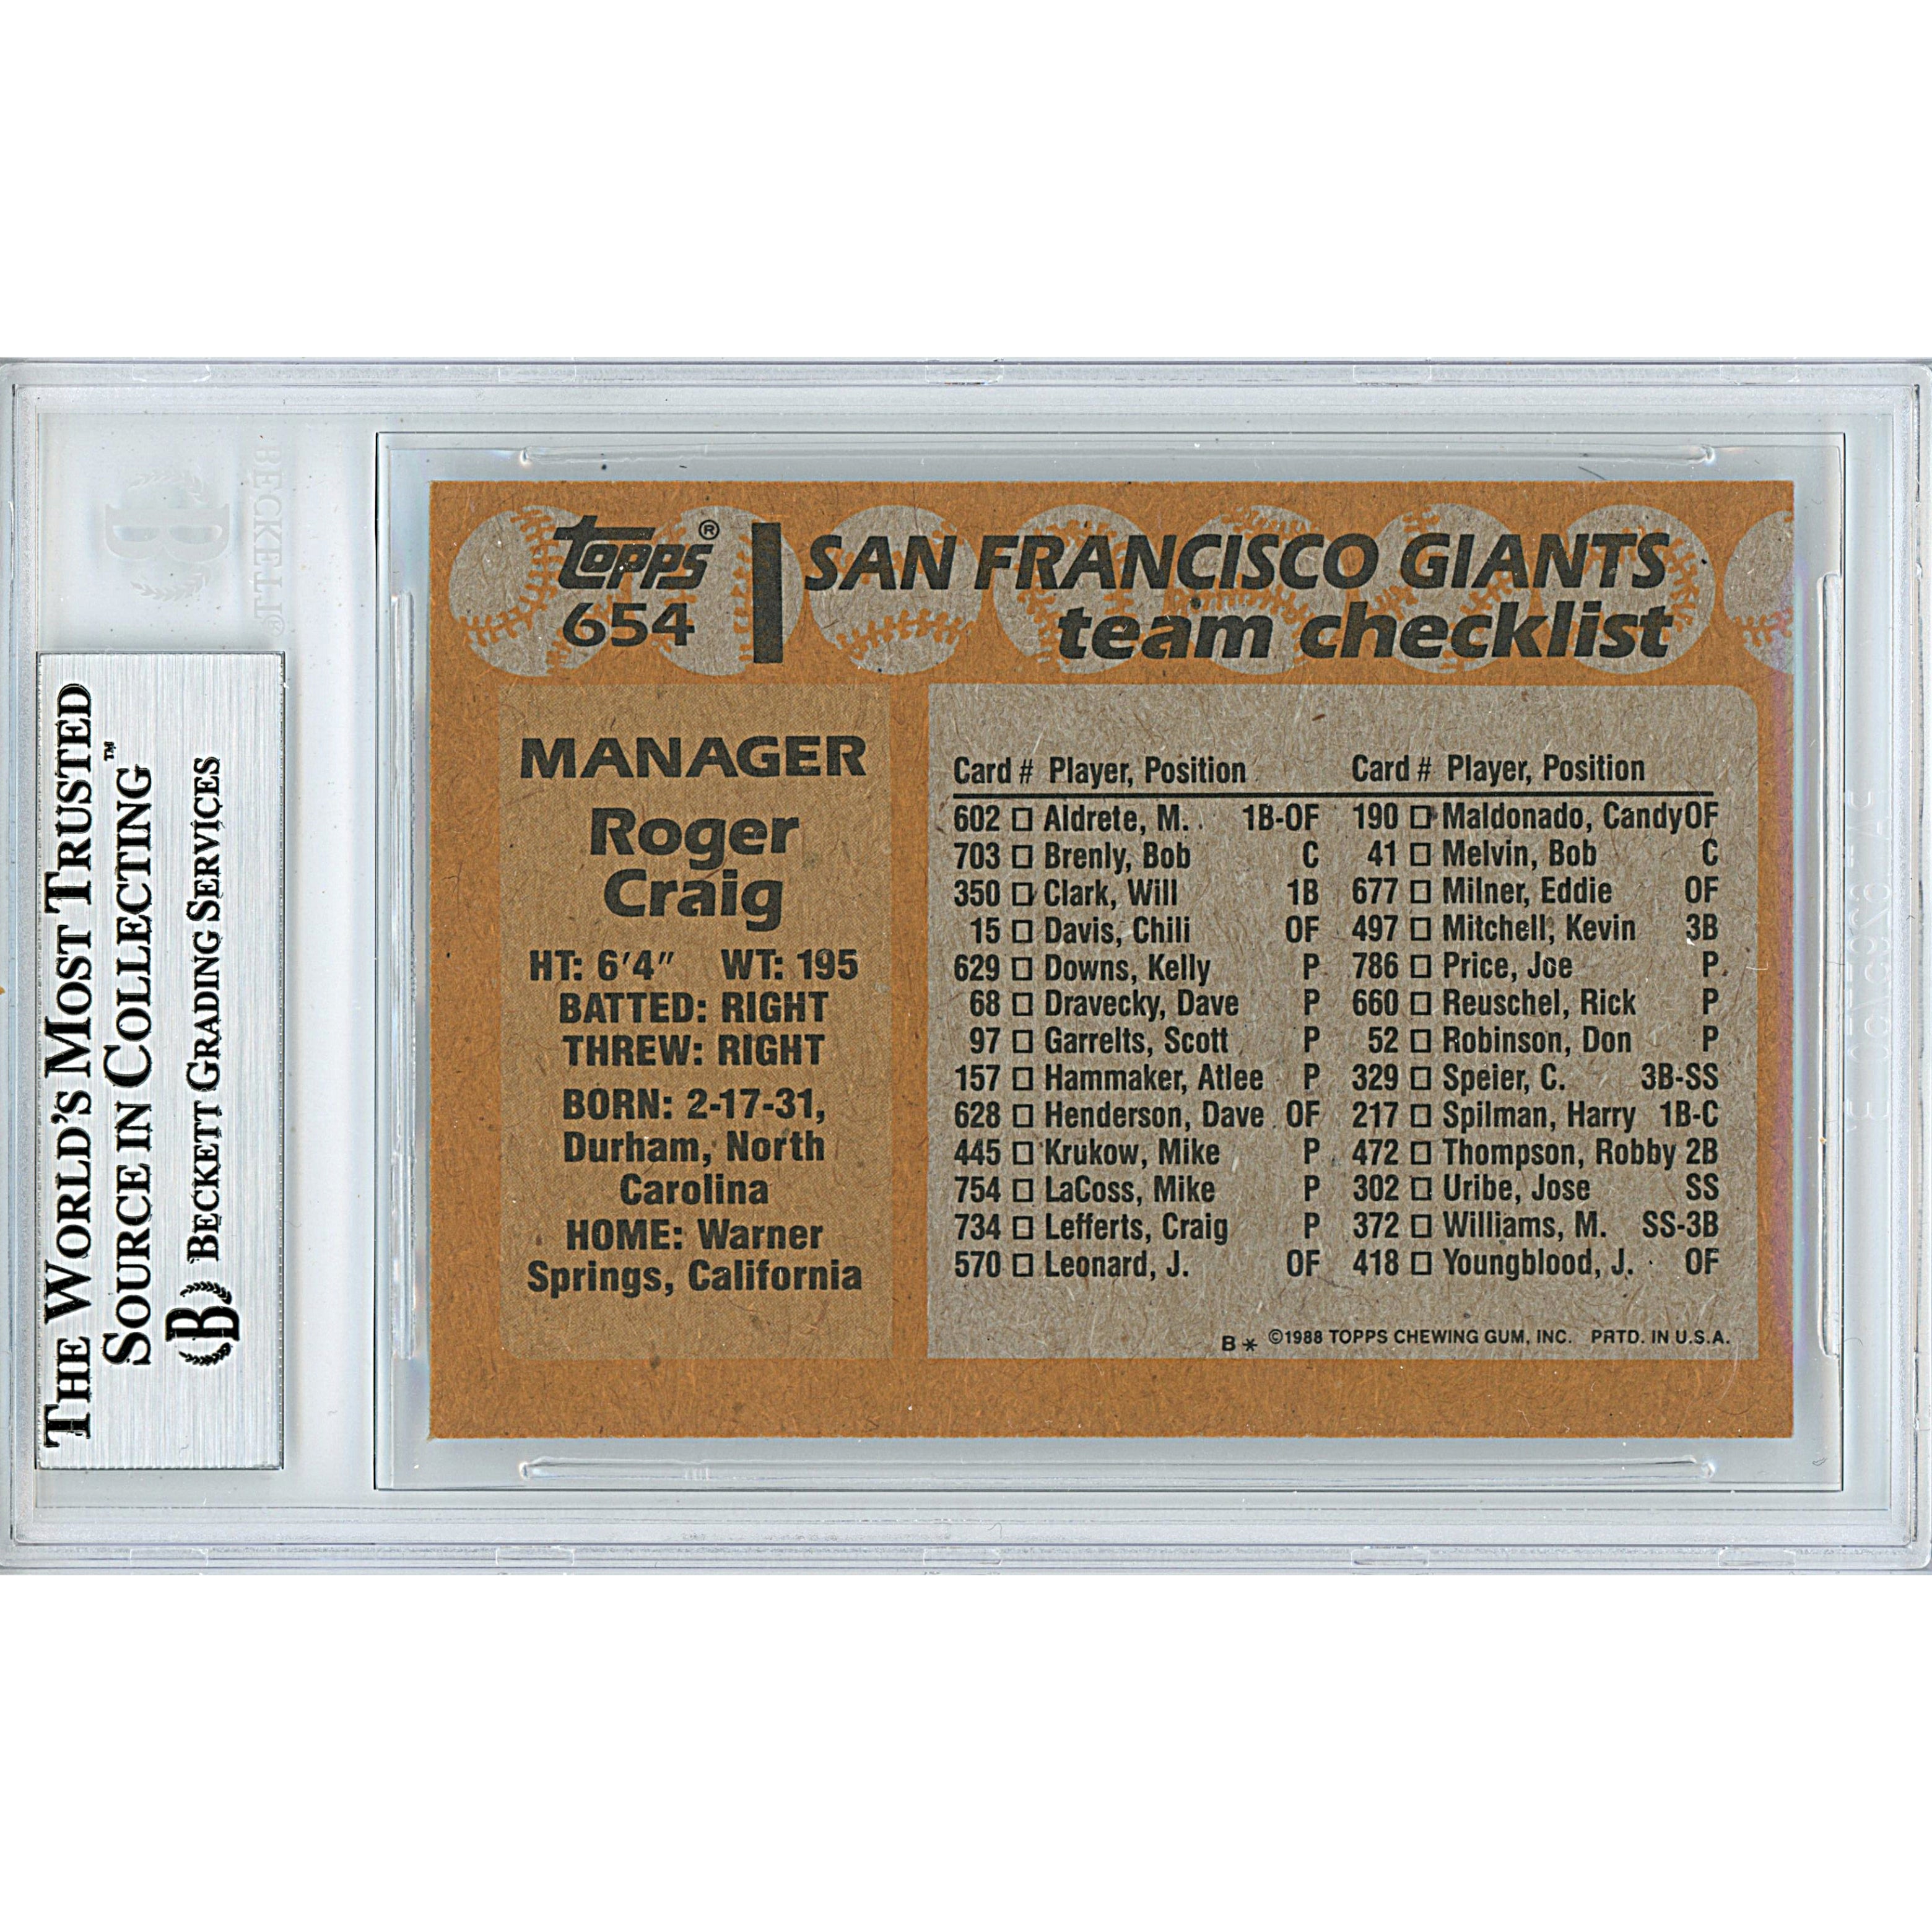 THE WORLD'S MOST TRUSTED
SOURCE IN COLLECTING™
B BECKETT GRADING SERVICES
BECKETT®
topps®
654
SAN FRANCISCO GIANTS
team checklist
MANAGER
Roger
Craig
HT: 6'4" WT: 195
BATTED: RIGHT
THREW: RIGHT
BORN: 2-17-31,
Durham, North
Carolina
HOME: Warner
Springs, California
Card # Player, Position
602 □ Aldrete, M. 1B-OF
703 □ Brenly, Bob C
350 □ Clark, Will 1B
15 □ Davis, Chili OF
629 □ Downs, Kelly P
68 □ Dravecky, Dave P
97 □ Garrelts, Scott P
157 □ Hammaker, Atlee P
628 □ Henderson, Dave OF
445 □ Krukow, Mike P
754 □ LaCoss, Mike P
734 □ Lefferts, Craig P
570 □ Leonard, J. OF
Card # Player, Position
190 □ Maldonado, Candy OF
41 □ Melvin, Bob C
677 □ Milner, Eddie OF
497 □ Mitchell, Kevin 3B
786 □ Price, Joe P
660 □ Reuschel, Rick P
52 □ Robinson, Don P
329 □ Speier, C. 3B-SS
217 □ Spilman, Harry 1B-C
472 □ Thompson, Robby 2B
302 □ Uribe, Jose SS
372 □ Williams, M. SS-3B
418 □ Youngblood, J. OF
B* ©1988 TOPPS CHEWING GUM, INC. PRTD. IN U.S.A.